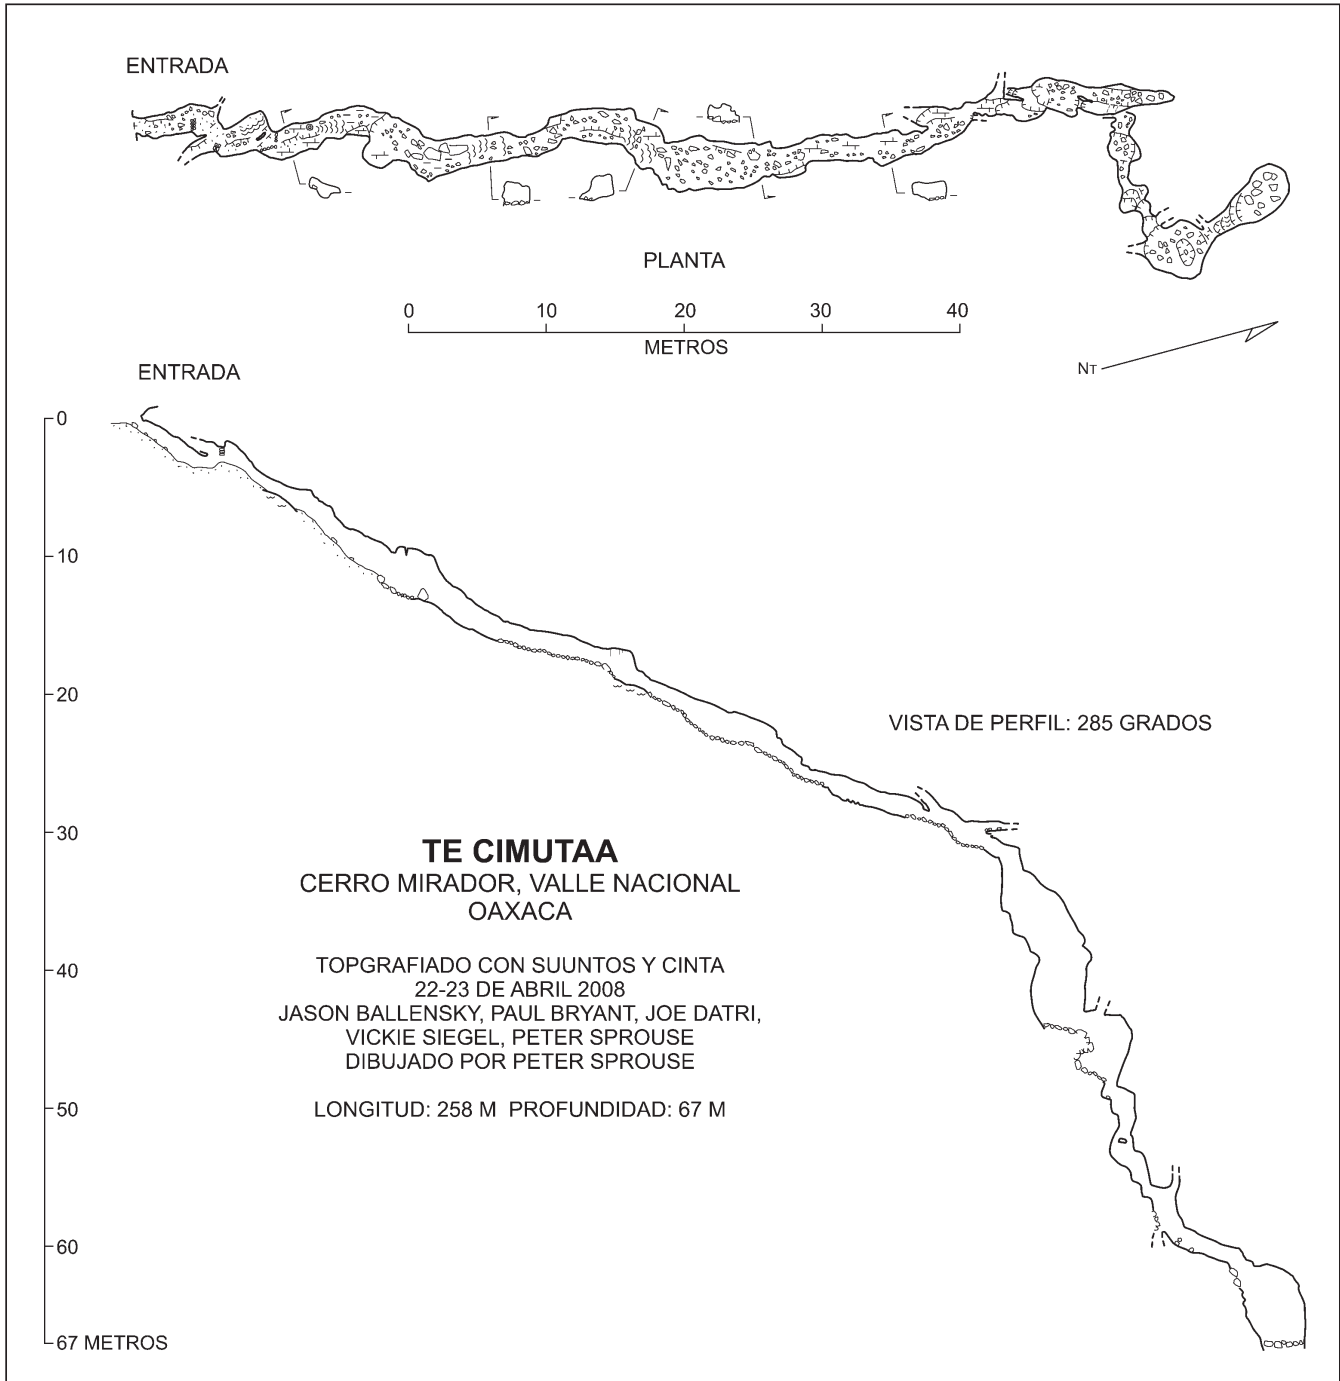 ENTRADA
PLANTA
0 10 20 30 40
METROS
NT
ENTRADA
0
10
20
VISTA DE PERFIL: 285 GRADOS
30
TE CIMUTAA
CERRO MIRADOR, VALLE NACIONAL
OAXACA
TOPGRAFIADO CON SUUNTOS Y CINTA
40
22-23 DE ABRIL 2008
JASON BALLENSKY, PAUL BRYANT, JOE DATRI,
VICKIE SIEGEL, PETER SPROUSE
DIBUJADO POR PETER SPROUSE
LONGITUD: 258 M PROFUNDIDAD: 67 M
50
60
67 METROS